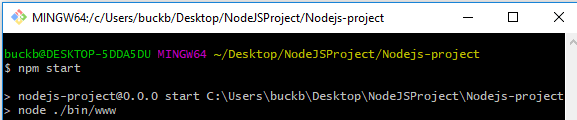 MINGW64:/c/Users/buckb/Desktop/NodeJSProject/Nodejs-project
buckb@DESKTOP-5DDA5DU MINGW64 ~/Desktop/NodeJSProject/Nodejs-project
$ npm start
> nodejs-project@0.0.0 start C:\Users\buckb\Desktop\NodeJSProject\Nodejs-project
> node ./bin/www